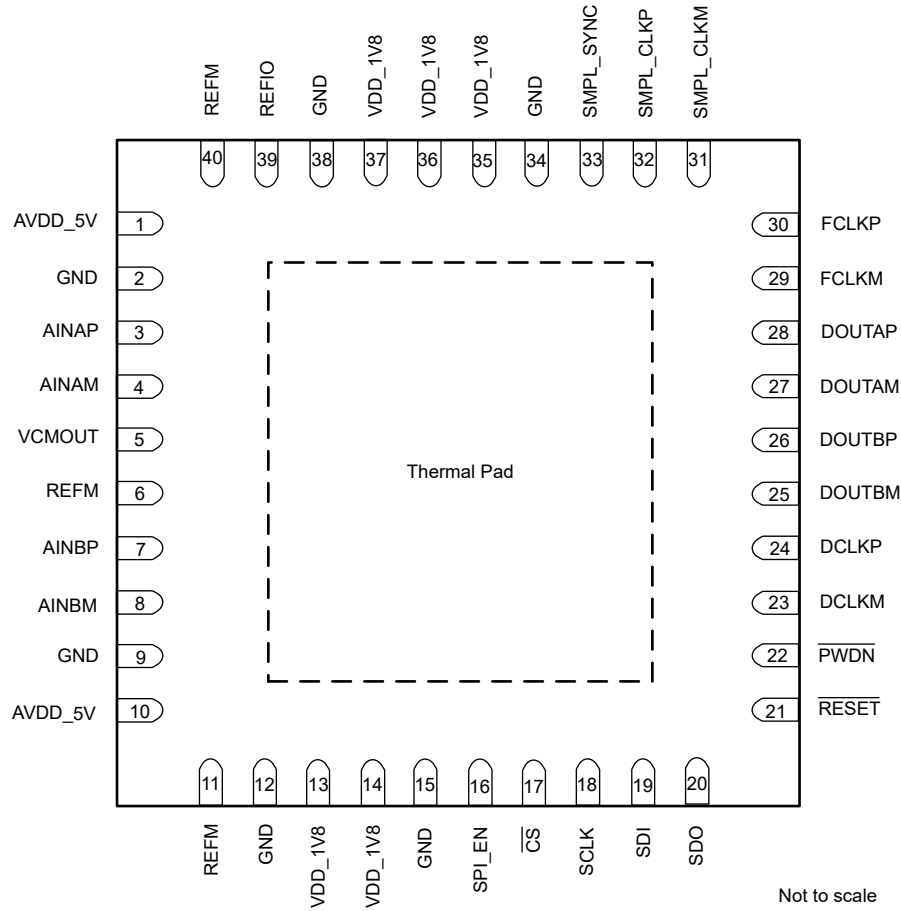 REFM
REFIO
GND
VDD_1V8
VDD_1V8
VDD_1V8
GND
SMPL_SYNC
SMPL_CLKP
SMPL_CLKM
40
39
38
37
36
35
34
33
32
31
AVDD_5V 1
GND 2
AINAP 3
AINAM 4
VCMOUT 5
REFM 6
AINBP 7
AINBM 8
GND 9
AVDD_5V 10
Thermal Pad
30 FCLKP
29 FCLKM
28 DOUTAP
27 DOUTAM
26 DOUTBP
25 DOUTBM
24 DCLKP
23 DCLKM
22 PWDN
21 RESET
11
12
13
14
15
16
17
18
19
20
REFM
GND
VDD_1V8
VDD_1V8
GND
SPI_EN
CS
SCLK
SDI
SDO
Not to scale